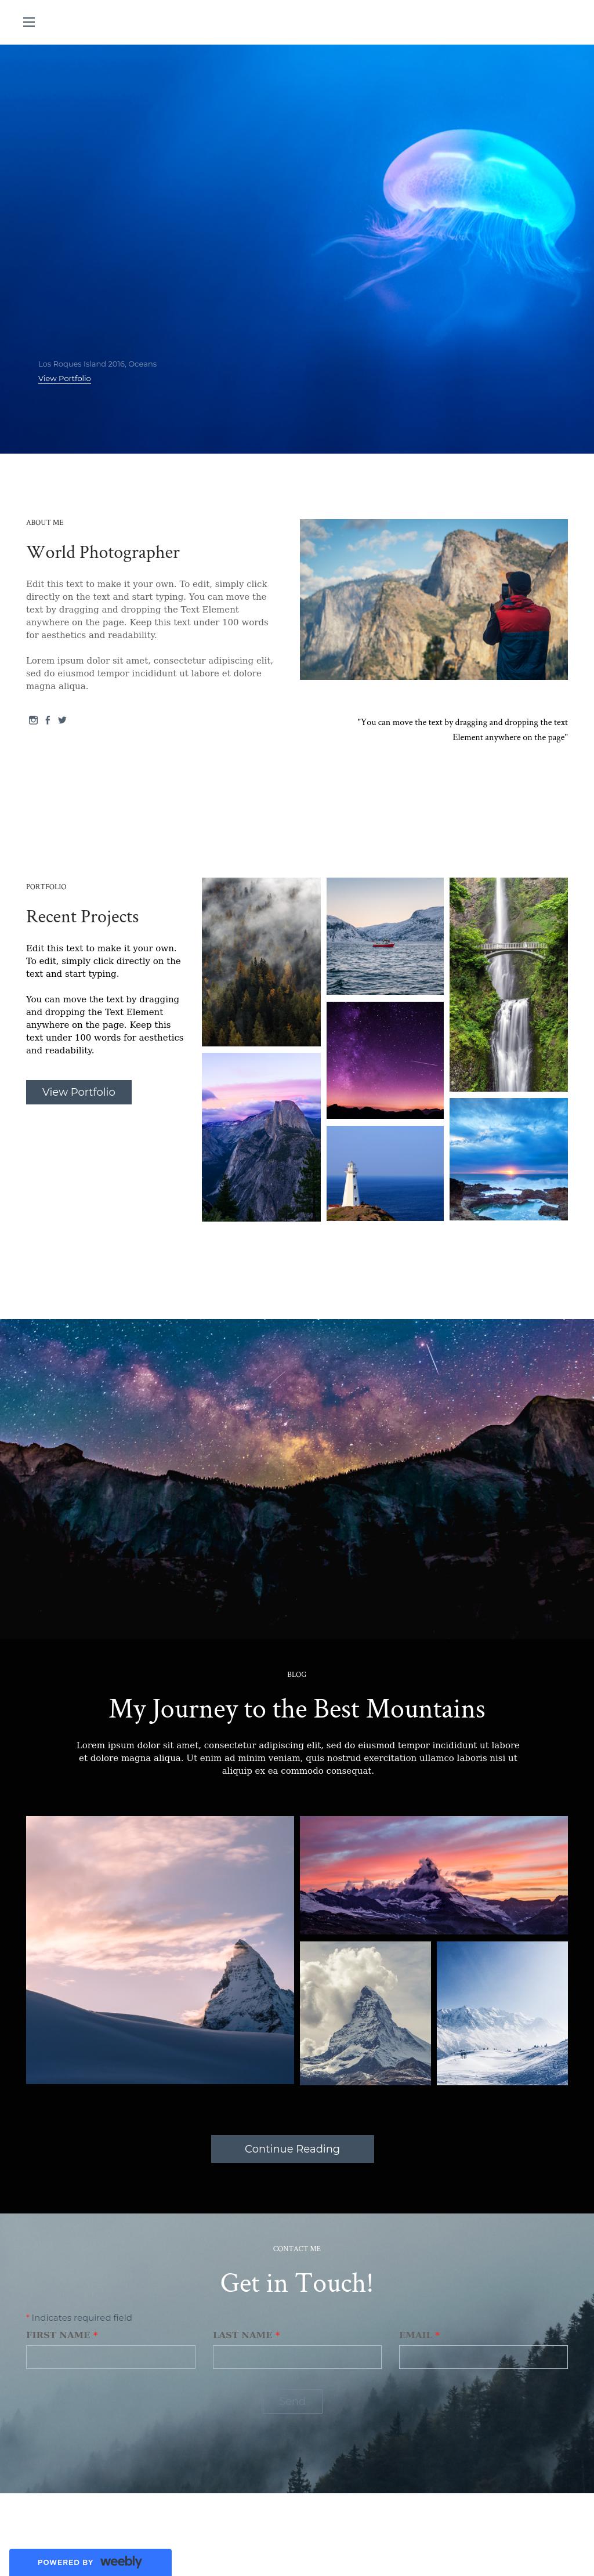 Los Roques Island 2016, Oceans
View Portfolio
ABOUT ME
World Photographer
Edit this text to make it your own. To edit, simply click
directly on the text and start typing. You can move the
text by dragging and dropping the Text Element
anywhere on the page. Keep this text under 100 words
for aesthetics and readability.
Lorem ipsum dolor sit amet, consectetur adipiscing elit,
sed do eiusmod tempor incididunt ut labore et dolore
magna aliqua.
"You can move the text by dragging and dropping the text
Element anywhere on the page"
PORTFOLIO
Recent Projects
Edit this text to make it your own.
To edit, simply click directly on the
text and start typing.
You can move the text by dragging
and dropping the Text Element
anywhere on the page. Keep this
text under 100 words for aesthetics
and readability.
View Portfolio
BLOG
My Journey to the Best Mountains
Lorem ipsum dolor sit amet, consectetur adipiscing elit, sed do eiusmod tempor incididunt ut labore
et dolore magna aliqua. Ut enim ad minim veniam, quis nostrud exercitation ullamco laboris nisi ut
aliquip ex ea commodo consequat.
Continue Reading
CONTACT ME
Get in Touch!
* Indicates required field
FIRST NAME *
LAST NAME *
EMAIL *
Send
POWERED BY weebly